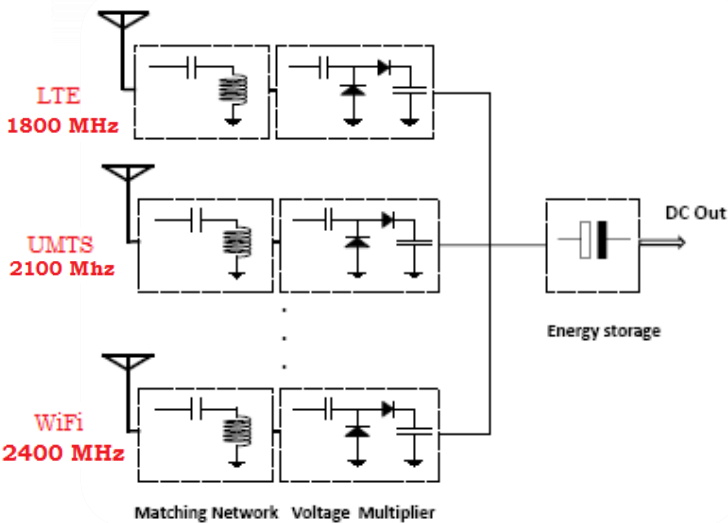 LTE
1800 MHz
UMTS
2100 Mhz
DC Out
Energy storage
WiFi
2400 MHz
Matching Network Voltage Multiplier